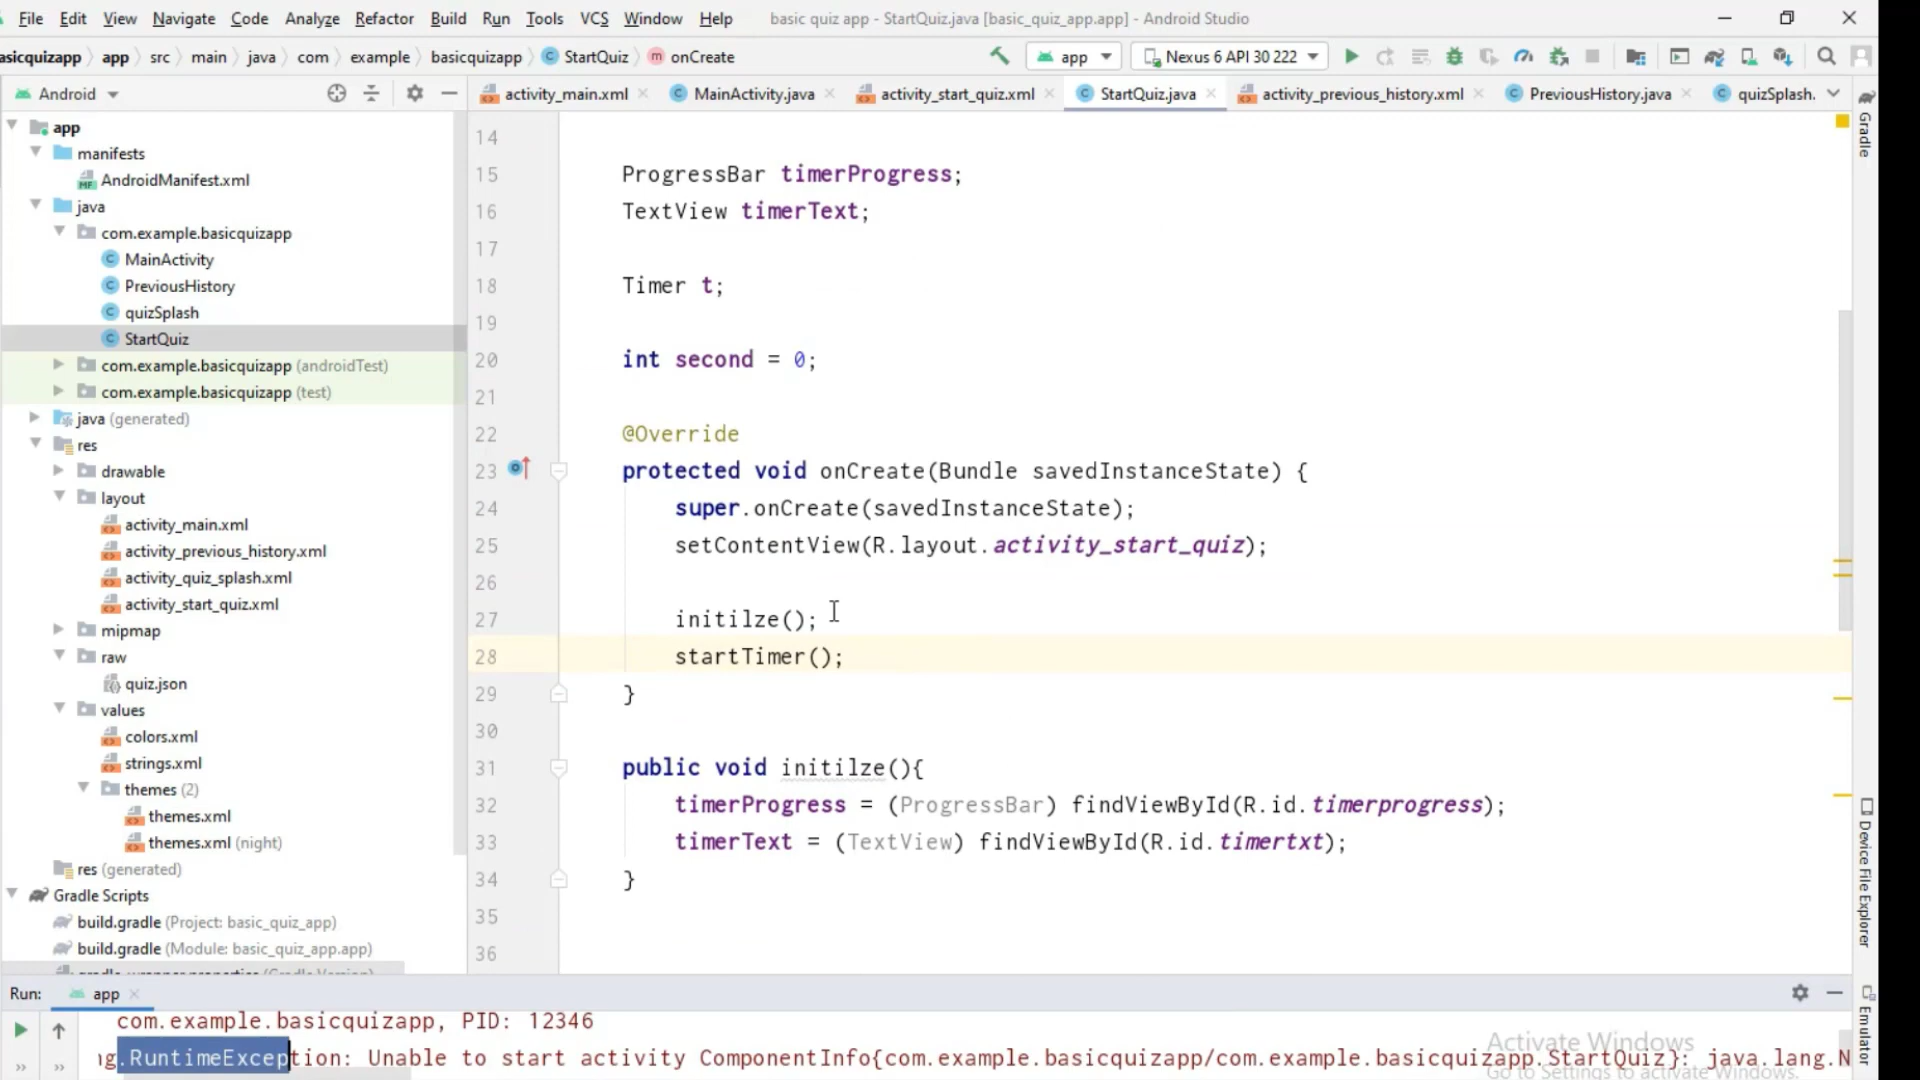 File Edit View Navigate Code Analyze Refactor Build Run Tools VCS Window Help basic quiz app - StartQuiz.java [basic_quiz_app.app] - Android Studio
asicquizapp app src main java com example basicquizapp StartQuiz onCreate app Nexus 6 API 30 222
Android
activity_main.xml MainActivity.java activity_start_quiz.xml StartQuiz.java activity_previous_history.xml PreviousHistory.java quizSplash.
app
manifests
AndroidManifest.xml
java
com.example.basicquizapp
MainActivity
PreviousHistory
quizSplash
StartQuiz
com.example.basicquizapp (androidTest)
com.example.basicquizapp (test)
java (generated)
res
drawable
layout
activity_main.xml
activity_previous_history.xml
activity_quiz_splash.xml
activity_start_quiz.xml
mipmap
raw
quiz.json
values
colors.xml
strings.xml
themes (2)
themes.xml
themes.xml (night)
res (generated)
Gradle Scripts
build.gradle (Project: basic_quiz_app)
build.gradle (Module: basic_quiz_app.app)
14
15 ProgressBar timerProgress;
16 TextView timerText;
17
18 Timer t;
19
20 int second = 0;
21
22 @Override
23 protected void onCreate(Bundle savedInstanceState) {
24 super.onCreate(savedInstanceState);
25 setContentView(R.layout.activity_start_quiz);
26
27 initilze();
28 startTimer();
29 }
30
31 public void initilze(){
32 timerProgress = (ProgressBar) findViewById(R.id.timerprogress);
33 timerText = (TextView) findViewById(R.id.timertxt);
34 }
35
36
Gradle
Device File Explorer
Emulator
Run: app
com.example.basicquizapp, PID: 12346
ng.RuntimeException: Unable to start activity ComponentInfo{com.example.basicquizapp/com.example.basicquizapp.StartQuiz}: java.lang.N
Activate Windows
Go to Settings to activate Windows.